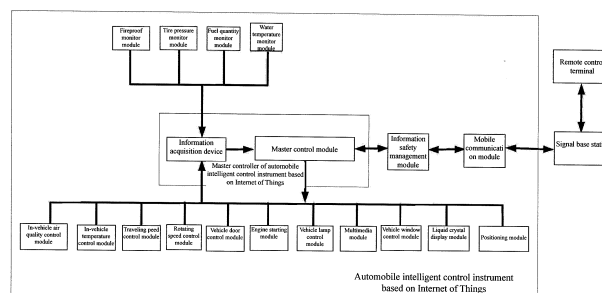 Fireproof
monitor
module
Tire pressure
monitor
module
Fuel quantity
monitor
module
Water
temperature
monitor module
Remote control
terminal
Information
acquisition device
Master control module
Information
safety
management
module
Mobile
communicati
on module
Signal base stati
Master controller of automobile
intelligent control instrument based
on Internet of Things
In-vehicle air
quality control
module
In-vehicle
temperature
control module
Traveling peed
control module
Rotating
speed control
module
Vehicle door
control module
Engine starting
module
Vehicle lamp
control
module
Multimedia
module
Vehicle window
control module
Liquid crystal
display module
Positioning module
Automobile intelligent control instrument
based on Internet of Things